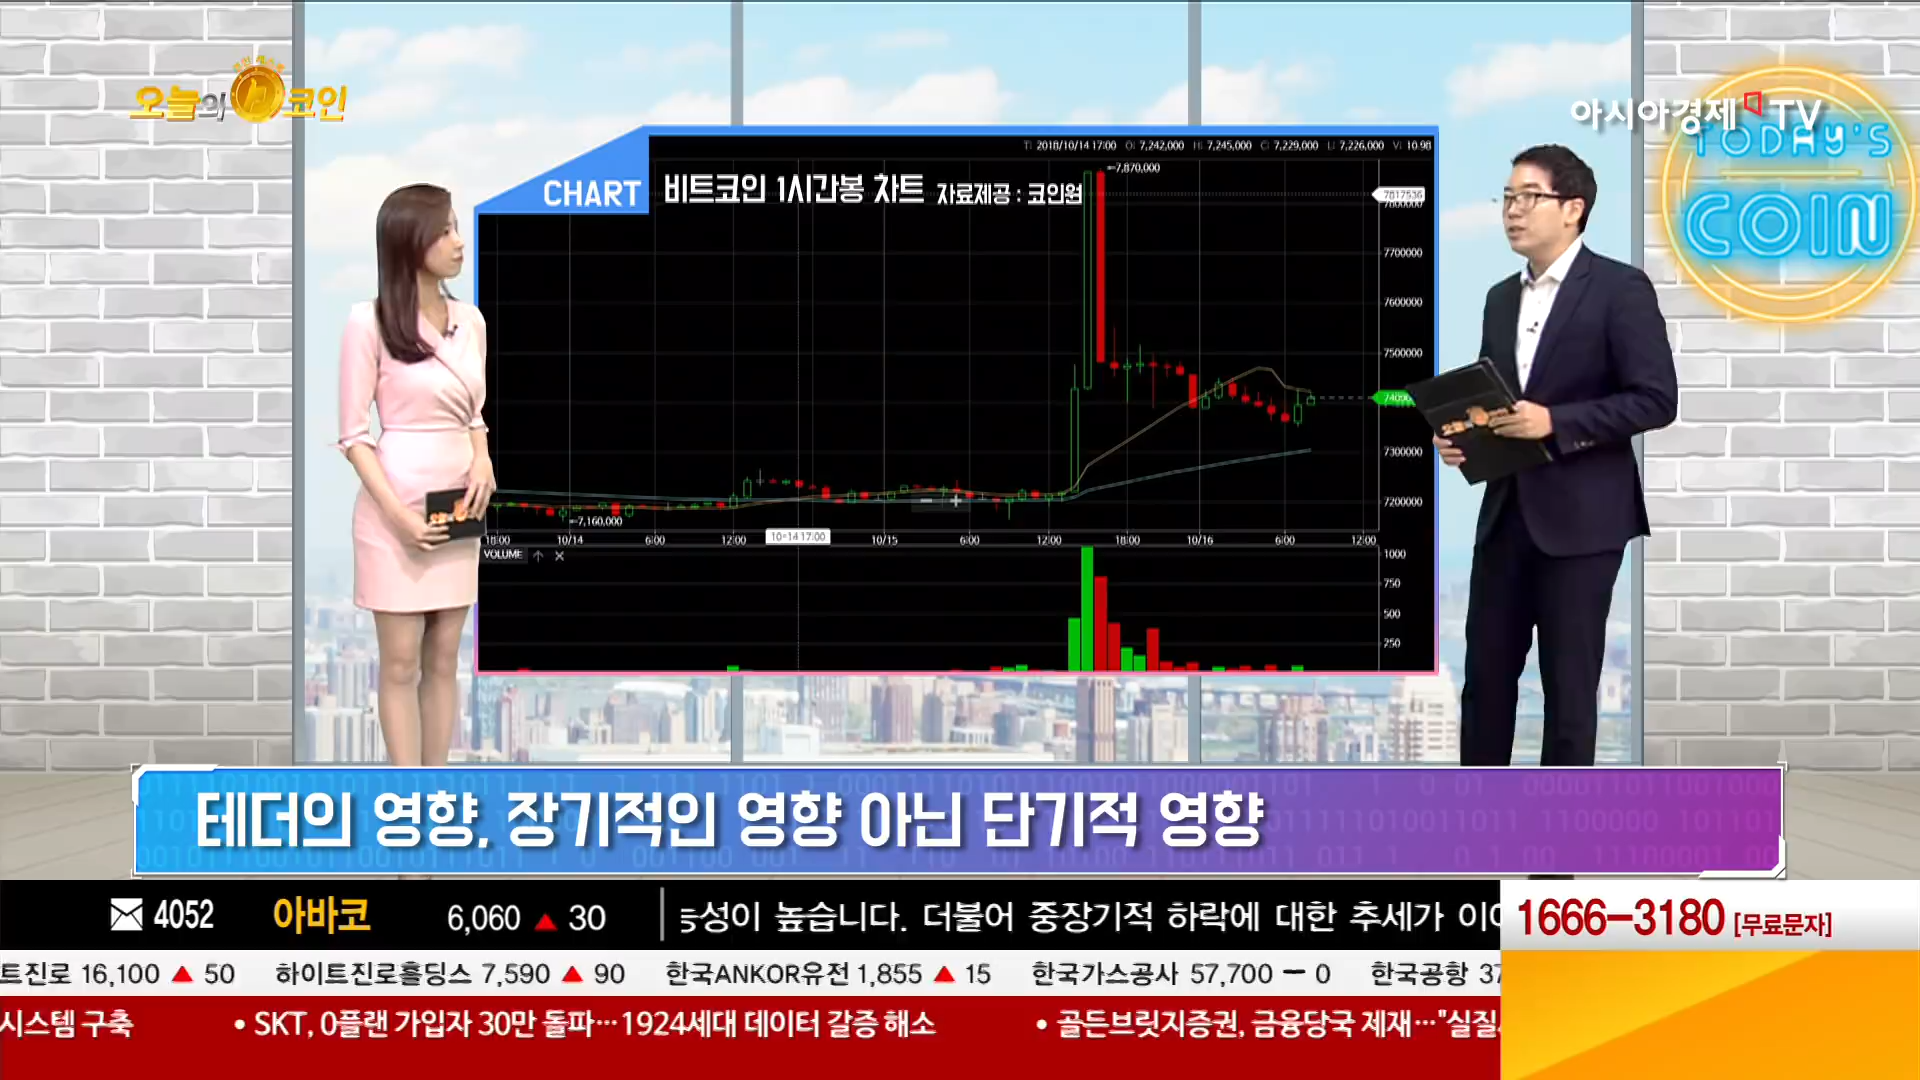 오늘의 코인
아시아경제 TV
TODAY'S
COIN
T: 2018/10/14 17:00 O: 7,242,000 H: 7,245,000 C: 7,229,000 L: 7,226,000 V: 10.98
CHART
비트코인 1시간봉 차트 자료제공 : 코인원
←7,870,000
7817536
7800000
7700000
7600000
7500000
7300000
7200000
←7,160,000
18:00 10/14 6:00 12:00 10-14 17:00 10/15 6:00 12:00 18:00 10/16 6:00 12:00
VOLUME
1000
750
500
250
테더의 영향, 장기적인 영향 아닌 단기적 영향
4052 아바코 6,060 ▲ 30 성이 높습니다. 더불어 중장기적 하락에 대한 추세가
1666-3180 [무료문자]
트진로 16,100 ▲ 50 하이트진로홀딩스 7,590 ▲ 90 한국ANKOR유전 1,855 ▲ 15 한국가스공사 57,700 – 0 한국공항 37
시스템 구축 • SKT, 0플랜 가입자 30만 돌파…1924세대 데이터 갈증 해소 • 골든브릿지증권, 금융당국 제재…"실질